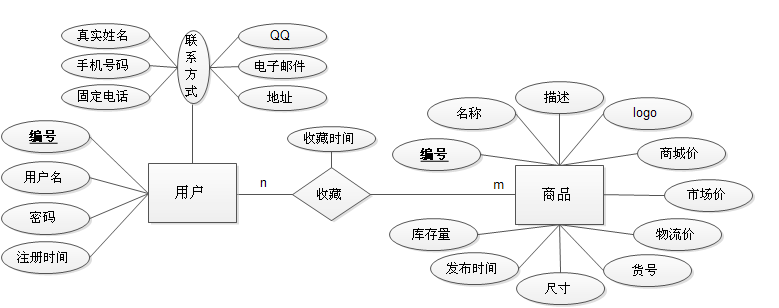 真实姓名
手机号码
固定电话
联系方式
QQ
电子邮件
地址
编号
用户名
密码
注册时间
用户
n
收藏时间
收藏
m
名称
描述
logo
编号
商城价
商品
市场价
库存量
物流价
发布时间
货号
尺寸